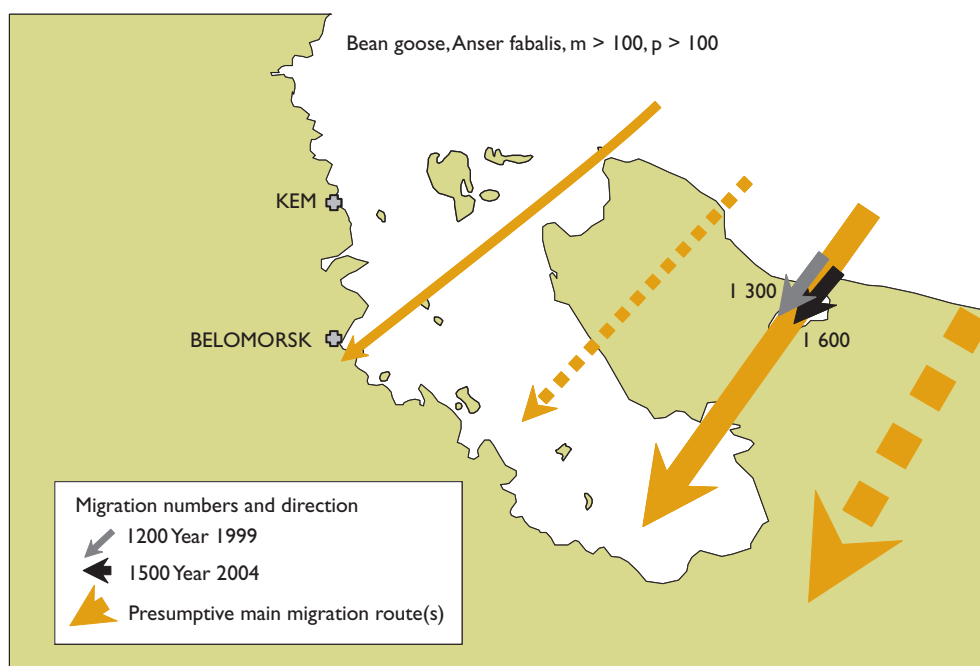 Bean goose, Anser fabalis, m > 100, p > 100
KEM
1 300
BELOMORSK
1 600
Migration numbers and direction
1200 Year 1999
1500 Year 2004
Presumptive main migration route(s)